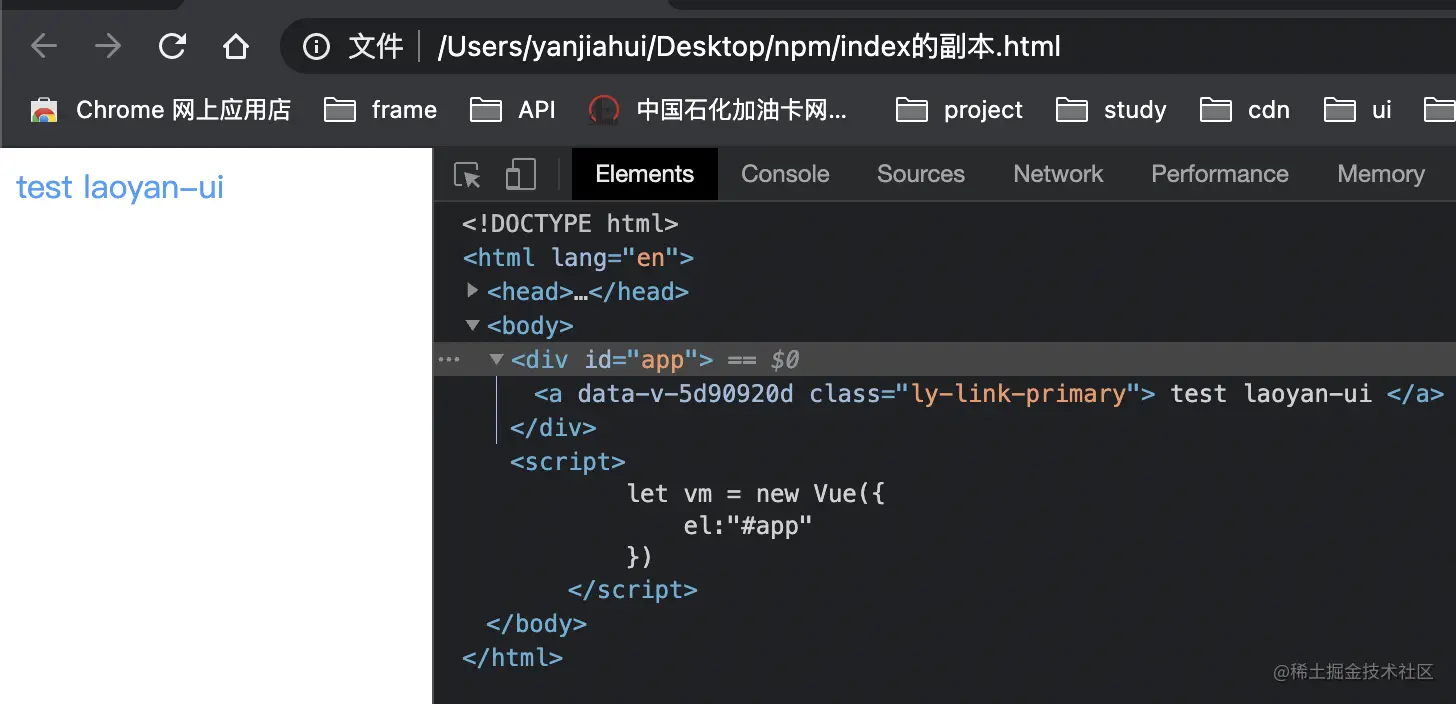 文件 /Users/yanjiahui/Desktop/npm/index的副本.html
Chrome 网上应用店 frame API 中国石化加油卡网... project study cdn ui
test laoyan-ui
Elements Console Sources Network Performance Memory
<!DOCTYPE html>
<html lang="en">
<head>…</head>
<body>
<div id="app"> == $0
<a data-v-5d90920d class="ly-link-primary"> test laoyan-ui </a>
</div>
<script>
let vm = new Vue({
el:"#app"
})
</script>
</body>
</html>
@稀土掘金技术社区